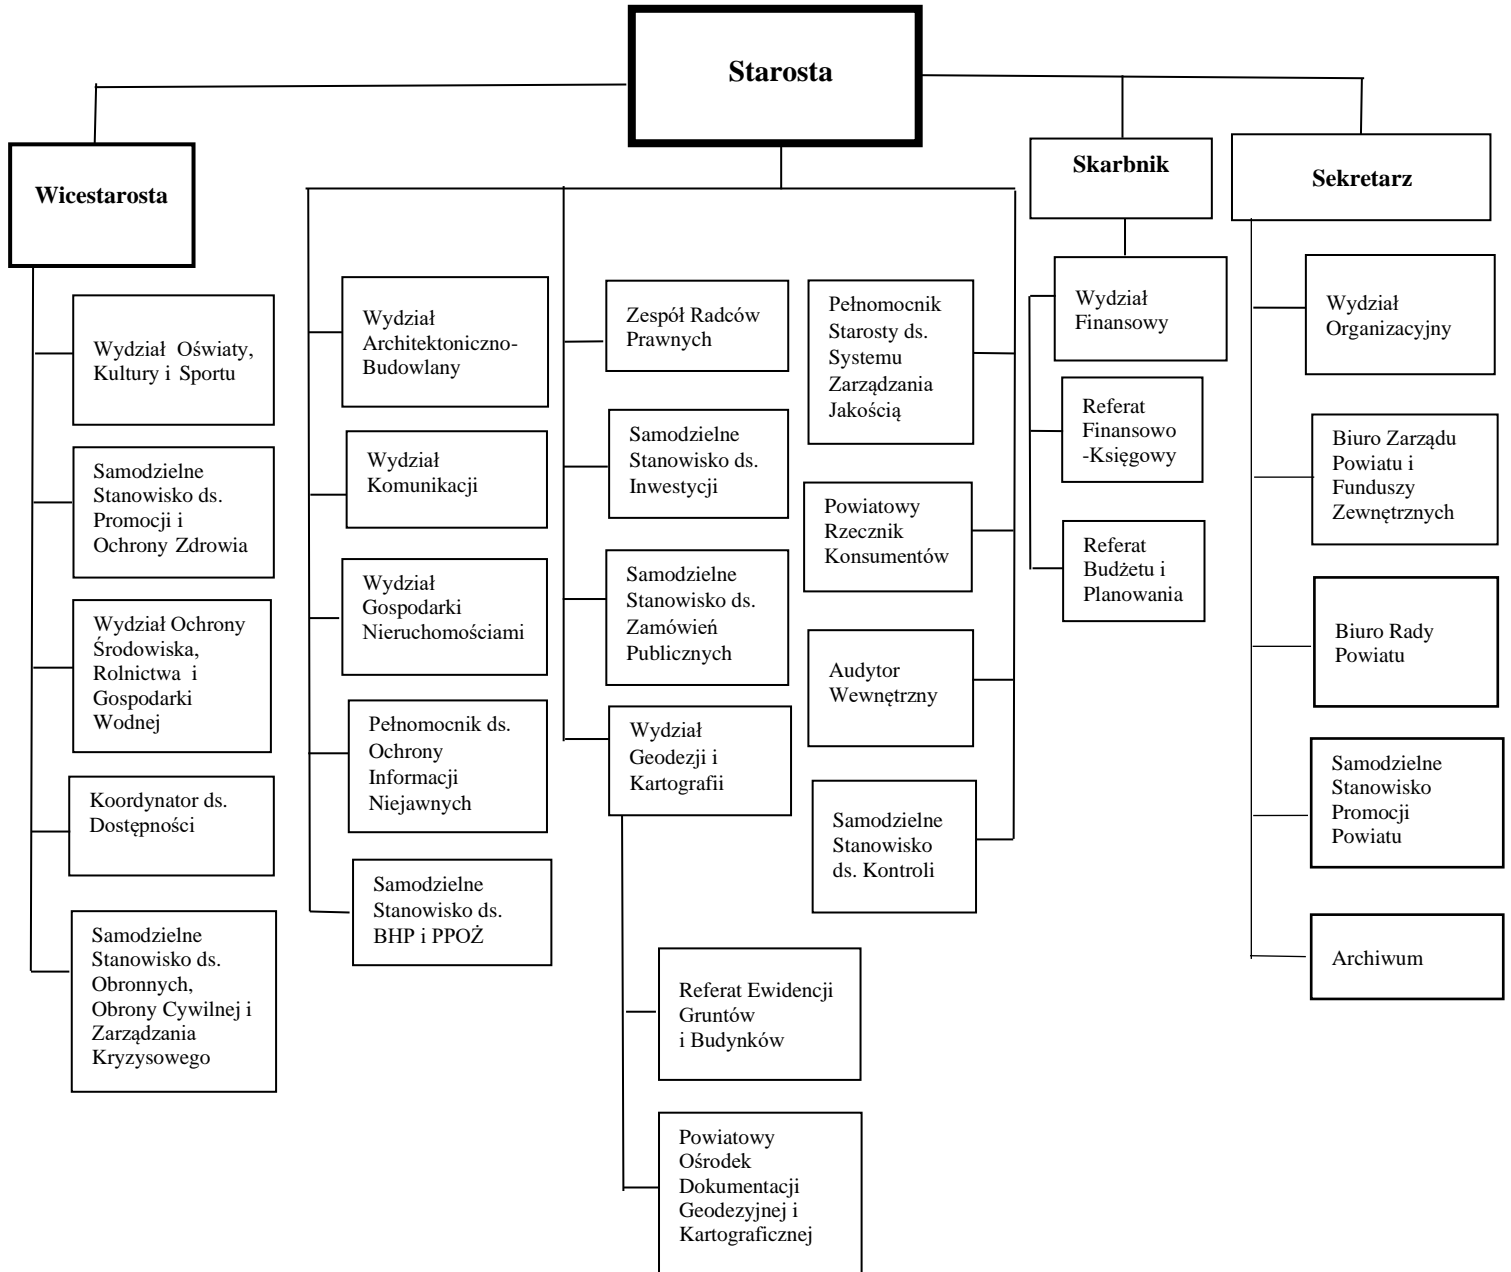 Starosta
Wicestarosta
Skarbnik
Sekretarz
Wydział Oświaty,
Kultury i Sportu
Samodzielne
Stanowisko ds.
Promocji i
Ochrony Zdrowia
Wydział Ochrony
Środowiska,
Rolnictwa i
Gospodarki
Wodnej
Koordynator ds.
Dostępności
Samodzielne
Stanowisko ds.
Obronnych,
Obrony Cywilnej i
Zarządzania
Kryzysowego
Wydział
Architektoniczno-
Budowlany
Wydział
Komunikacji
Wydział
Gospodarki
Nieruchomościami
Pełnomocnik ds.
Ochrony
Informacji
Niejawnych
Samodzielne
Stanowisko ds.
BHP i PPOŻ
Zespół Radców
Prawnych
Samodzielne
Stanowisko ds.
Inwestycji
Samodzielne
Stanowisko ds.
Zamówień
Publicznych
Wydział
Geodezji i
Kartografii
Referat Ewidencji
Gruntów
i Budynków
Powiatowy
Ośrodek
Dokumentacji
Geodezyjnej i
Kartograficznej
Pełnomocnik
Starosty ds.
Systemu
Zarządzania
Jakością
Powiatowy
Rzecznik
Konsumentów
Audytor
Wewnętrzny
Samodzielne
Stanowisko
ds. Kontroli
Wydział
Finansowy
Referat
Finansowo
-Księgowy
Referat
Budżetu i
Planowania
Wydział
Organizacyjny
Biuro Zarządu
Powiatu i
Funduszy
Zewnętrznych
Biuro Rady
Powiatu
Samodzielne
Stanowisko
Promocji
Powiatu
Archiwum